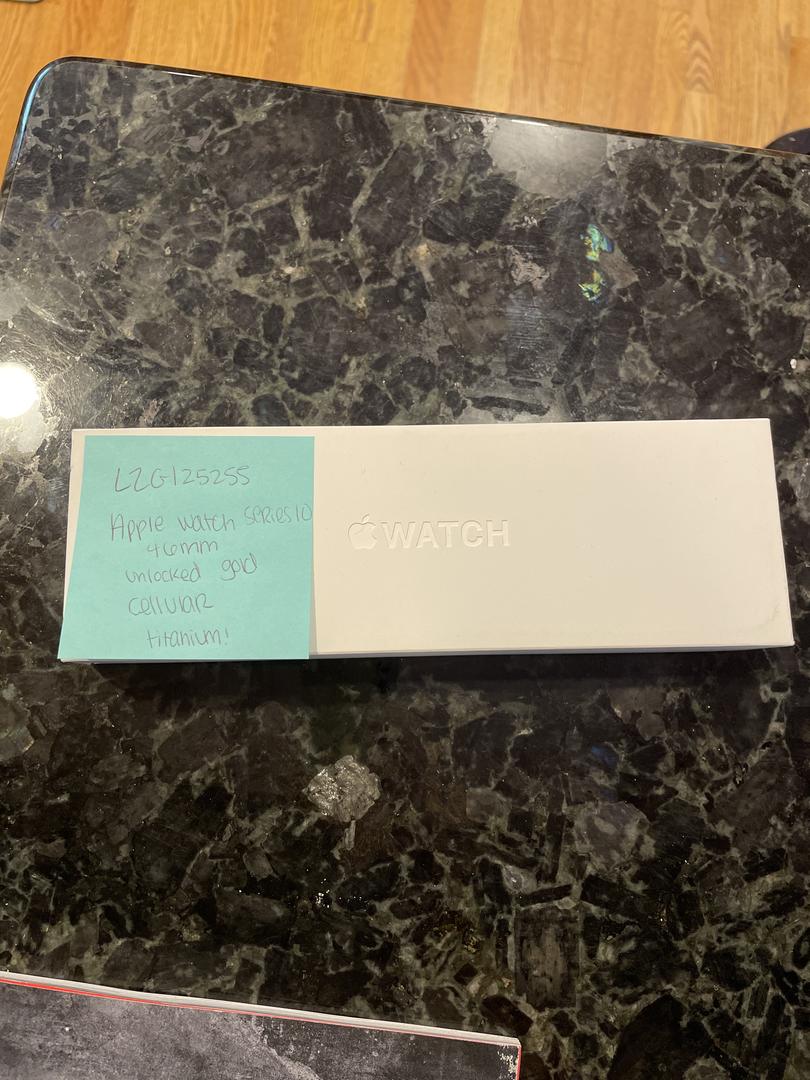 LZG125255
Apple Watch Series 10
46mm
unlocked gold
cellular
titanium!
WATCH